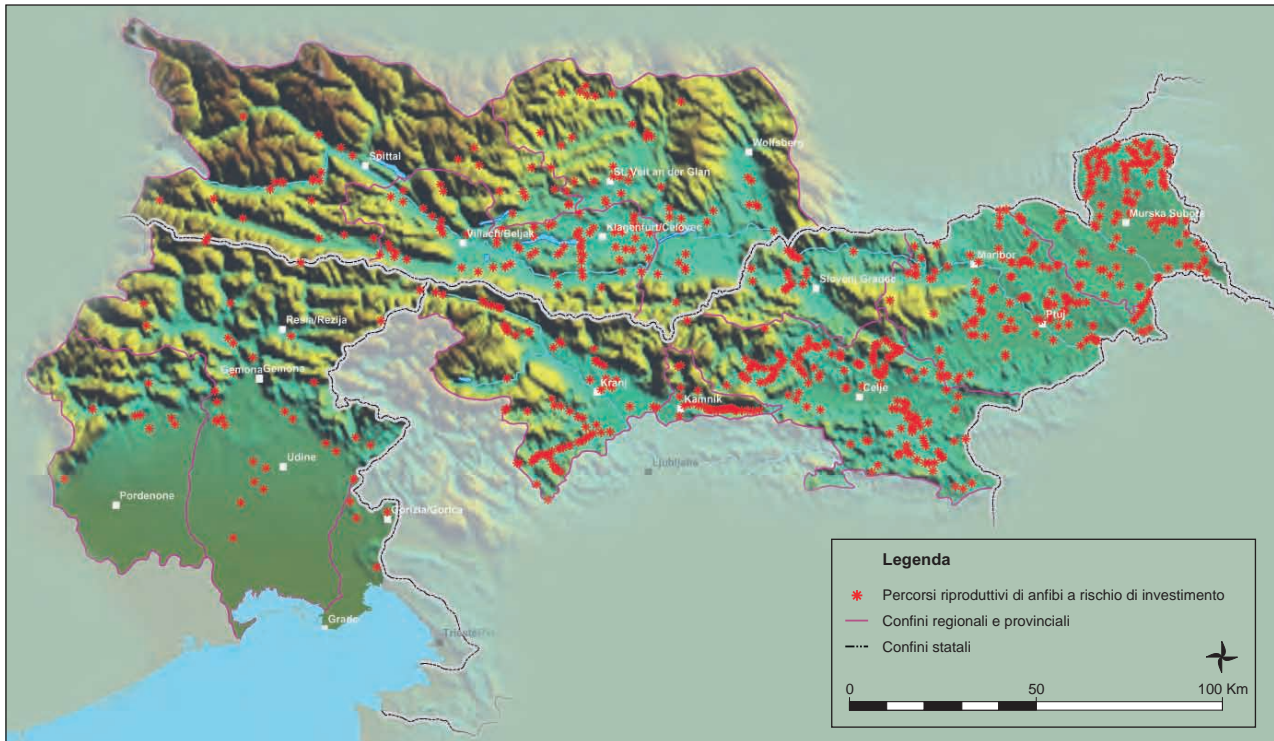 Wolfsberg
Spittal
St. Veit an der Glan
Murska Sobota
Klagenfurt/Celovec
Villach/Beljak
Maribor
Slovenj Gradec
Ptuj
Resia/Rezija
Gemona
Gemona
Kranj
Celje
Kamnik
Udine
Ljubljana
Pordenone
Gorizia/Gorica
Grado
Legenda
Percorsi riproduttivi di anfibi a rischio di investimento
Confini regionali e provinciali
Confini statali
0 50 100 Km